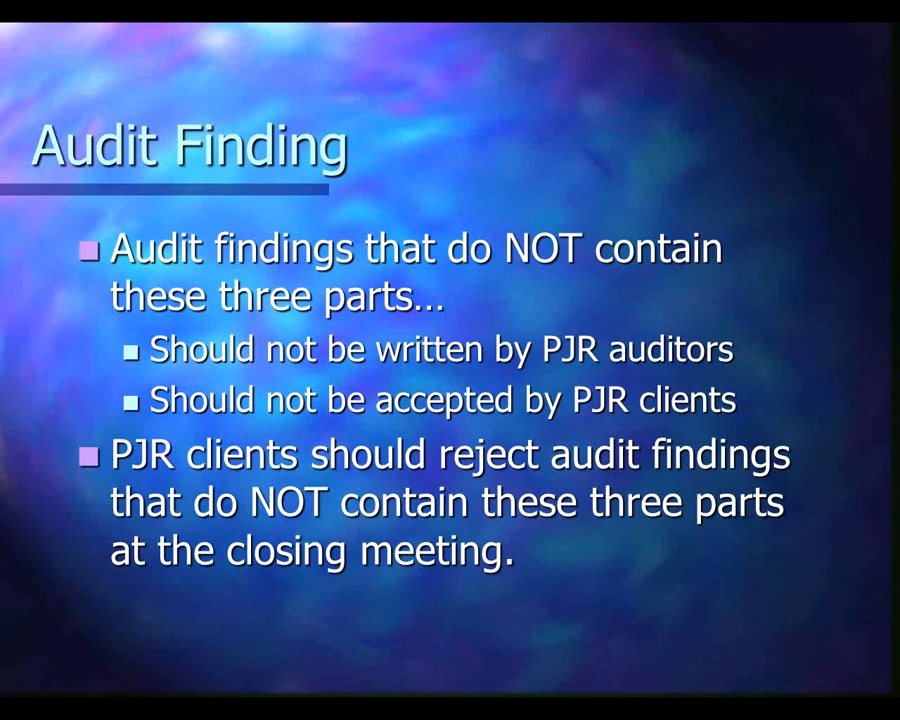 Audit Finding
Audit findings that do NOT contain
these three parts...
Should not be written by PJR auditors
Should not be accepted by PJR clients
PJR clients should reject audit findings
that do NOT contain these three parts
at the closing meeting.